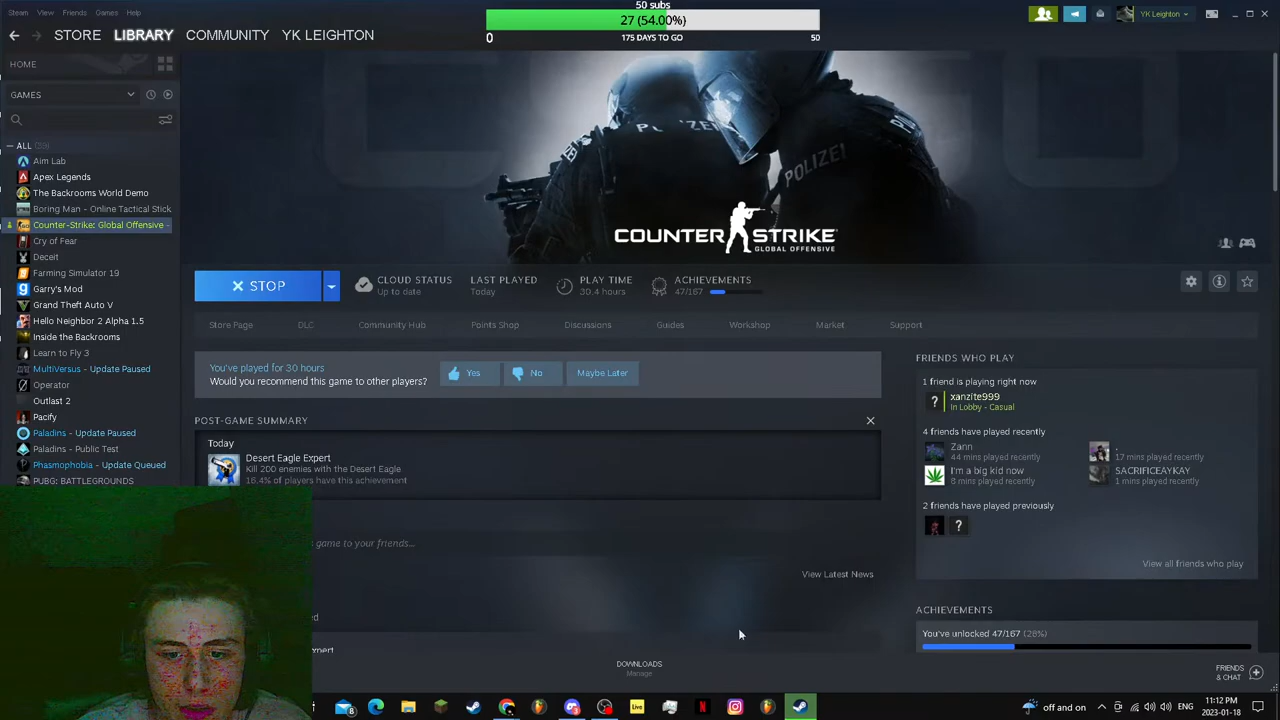 Steam View Friends Games Help
50 subs
27 (54.00%)
0 175 DAYS TO GO 50
YK Leighton
STORE LIBRARY COMMUNITY YK LEIGHTON
HOME
GAMES
ALL
Aim Lab
Apex Legends
The Backrooms World Demo
Boring Man - Online Tactical Stick
Counter-Strike: Global Offensive -
Cry of Fear
Deceit
Farming Simulator 19
Garry's Mod
Grand Theft Auto V
Hello Neighbor 2 Alpha 1.5
Inside the Backrooms
Learn to Fly 3
MultiVersus - Update Paused
Operator
Outlast 2
Pacify
Paladins - Update Paused
Paladins - Public Test
Phasmophobia - Update Queued
PUBG: BATTLEGROUNDS
POLIZEI
POLIZEI
COUNTER STRIKE
GLOBAL OFFENSIVE
STOP
CLOUD STATUS
Up to date
LAST PLAYED
Today
PLAY TIME
30.4 hours
ACHIEVEMENTS
47/167
Store Page DLC Community Hub Points Shop Discussions Guides Workshop Market Support
You've played for 30 hours
Would you recommend this game to other players?
Yes No Maybe Later
POST-GAME SUMMARY
Today
Desert Eagle Expert
Kill 200 enemies with the Desert Eagle
16.4% of players have this achievement
game to your friends...
View Latest News
FRIENDS WHO PLAY
1 friend is playing right now
xanzite999
In Lobby - Casual
4 friends have played recently
Zann
44 mins played recently
.
17 mins played recently
I'm a big kid now
8 mins played recently
SACRIFICEAYKAY
1 mins played recently
2 friends have played previously
View all friends who play
ACHIEVEMENTS
You've unlocked 47/167 (28%)
DOWNLOADS
Manage
FRIENDS
& CHAT
Live
Off and on
11:12 PM
2023-01-18